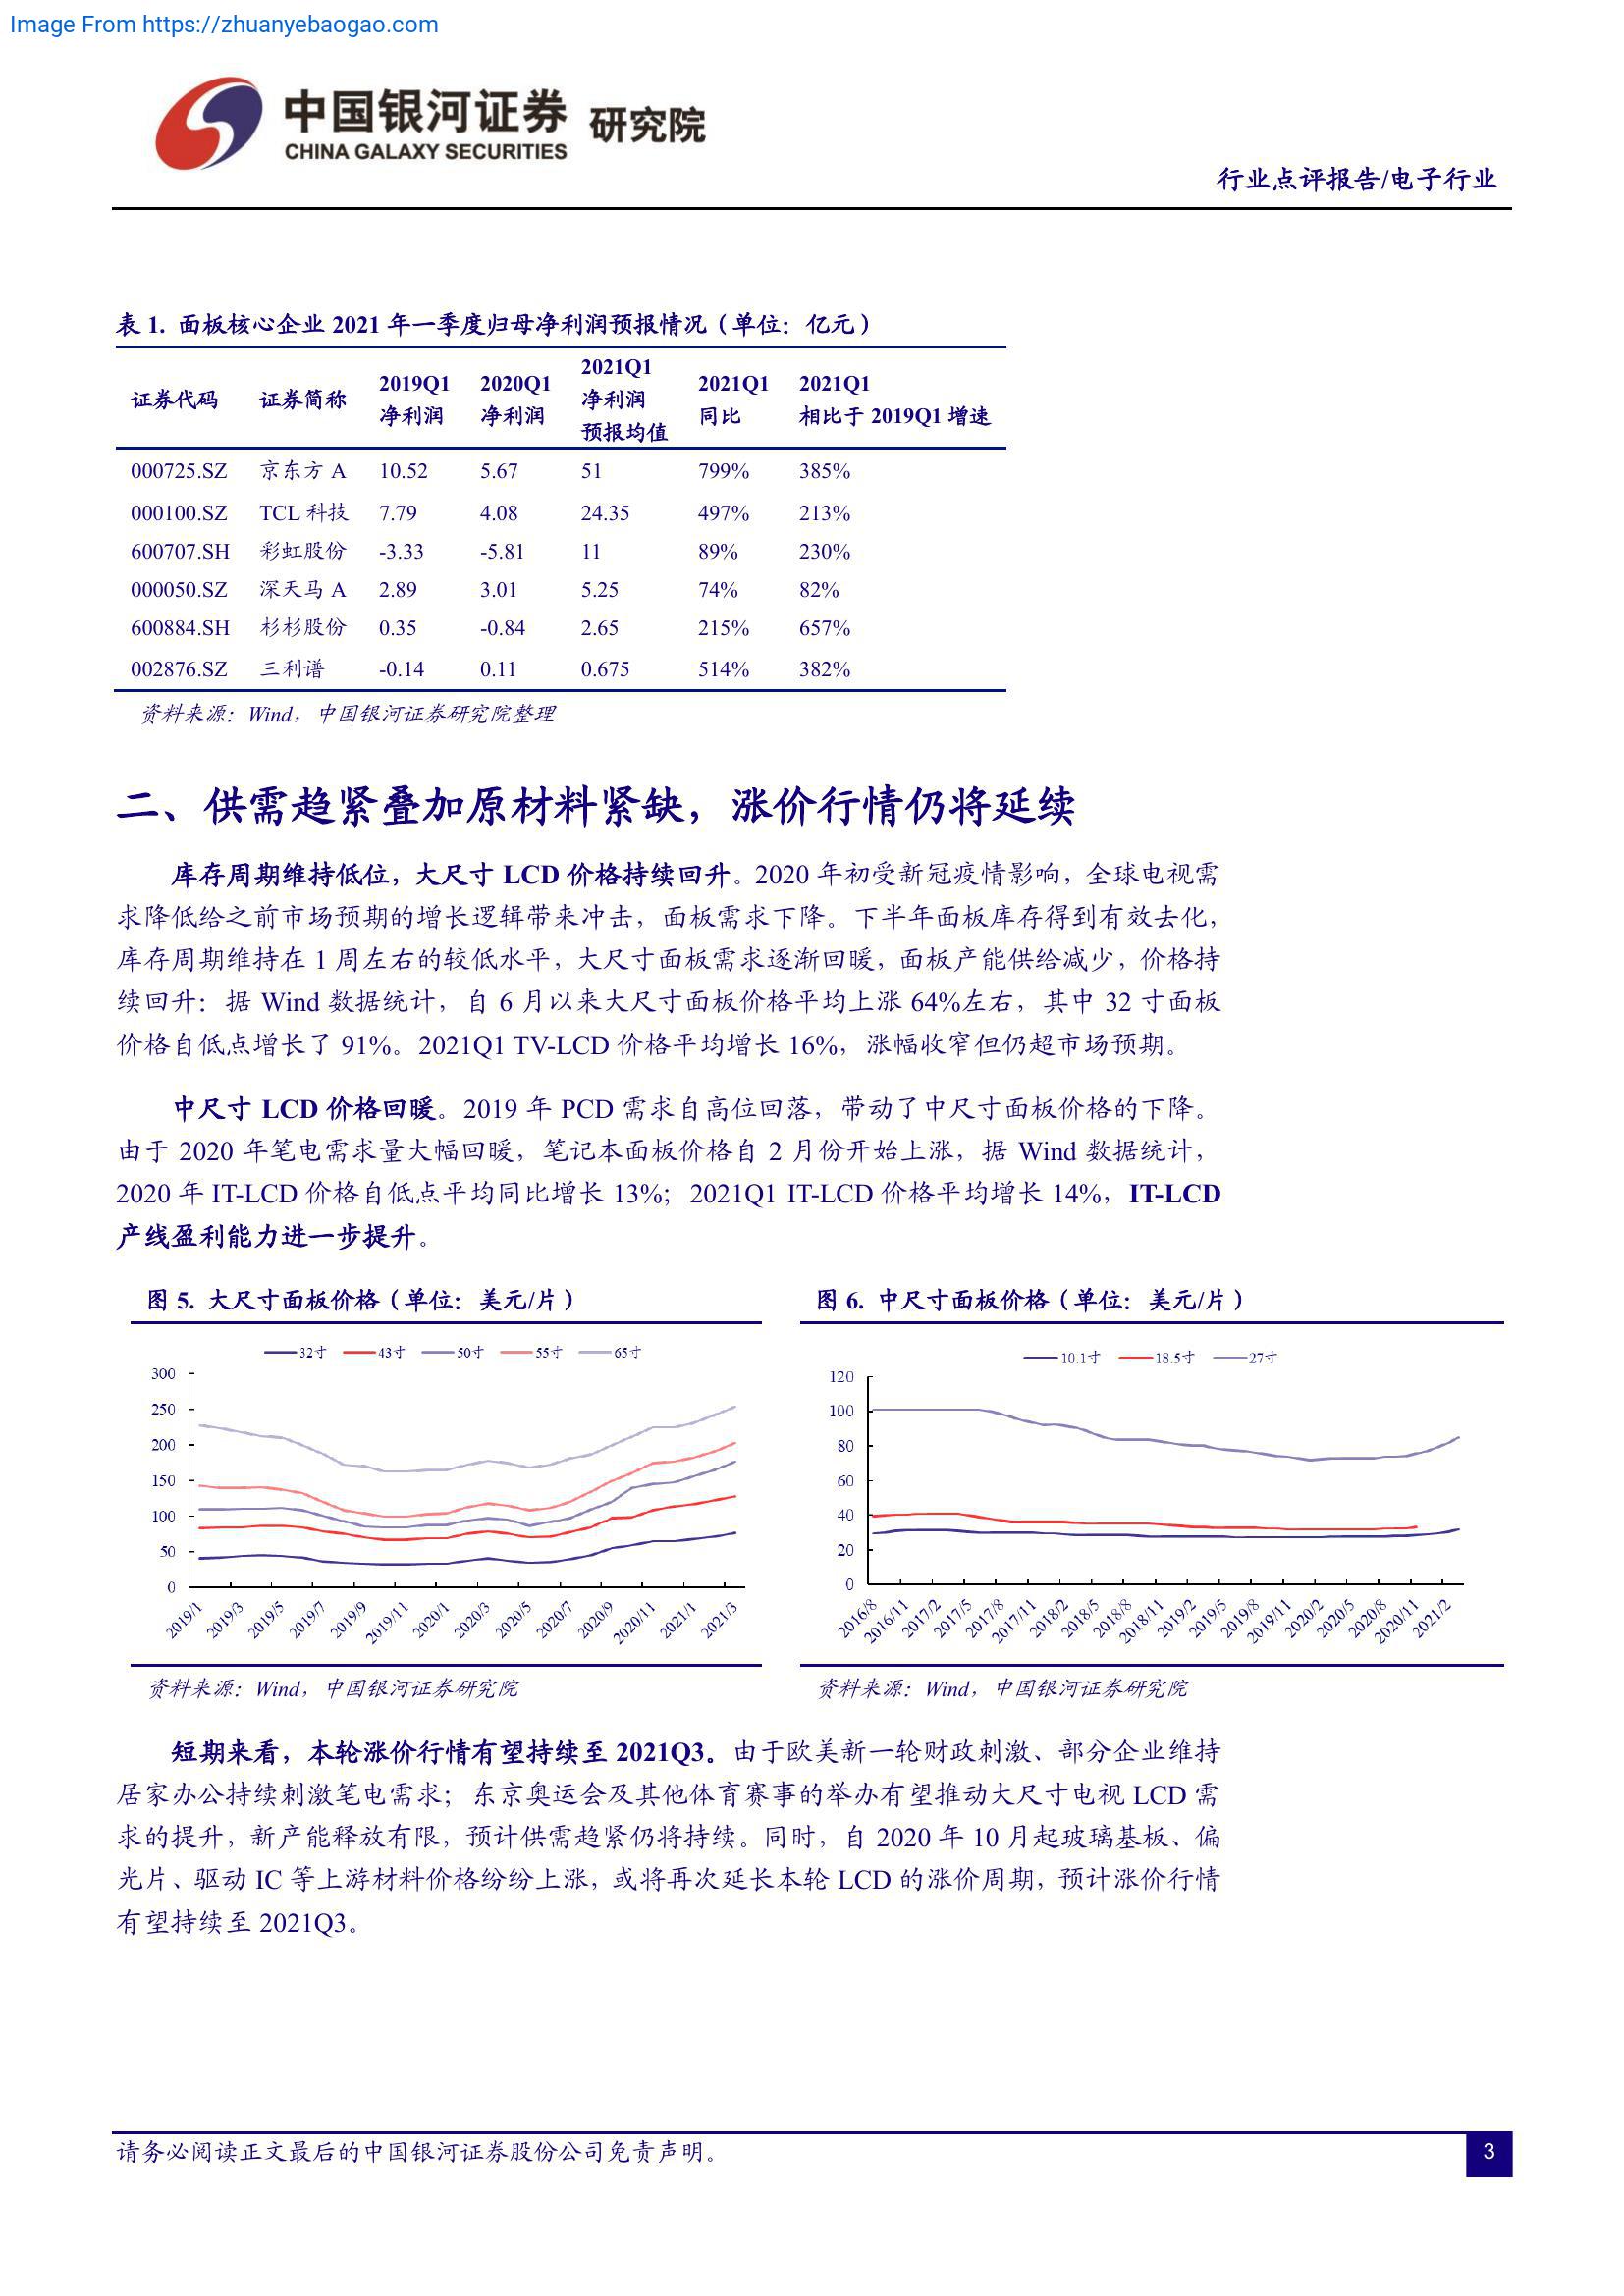 Image From https://zhuanyebaogao.com
中国银河证券 研究院
CHINA GALAXY SECURITIES
行业点评报告/电子行业
表 1. 面板核心企业 2021 年一季度归母净利润预报情况（单位：亿元）
证券代码 证券简称 2019Q1 净利润 2020Q1 净利润 2021Q1 净利润 预报均值 2021Q1 同比 2021Q1 相比于 2019Q1 增速
000725.SZ 京东方 A 10.52 5.67 51 799% 385%
000100.SZ TCL 科技 7.79 4.08 24.35 497% 213%
600707.SH 彩虹股份 -3.33 -5.81 11 89% 230%
000050.SZ 深天马 A 2.89 3.01 5.25 74% 82%
600884.SH 杉杉股份 0.35 -0.84 2.65 215% 657%
002876.SZ 三利谱 -0.14 0.11 0.675 514% 382%
资料来源：Wind，中国银河证券研究院整理
二、供需趋紧叠加原材料紧缺，涨价行情仍将延续
库存周期维持低位，大尺寸 LCD 价格持续回升。2020 年初受新冠疫情影响，全球电视需
求降低给之前市场预期的增长逻辑带来冲击，面板需求下降。下半年面板库存得到有效去化，
库存周期维持在 1 周左右的较低水平，大尺寸面板需求逐渐回暖，面板产能供给减少，价格持
续回升：据 Wind 数据统计，自 6 月以来大尺寸面板价格平均上涨 64%左右，其中 32 寸面板
价格自低点增长了 91%。2021Q1 TV-LCD 价格平均增长 16%，涨幅收窄但仍超市场预期。
中尺寸 LCD 价格回暖。2019 年 PCD 需求自高位回落，带动了中尺寸面板价格的下降。
由于 2020 年笔电需求量大幅回暖，笔记本面板价格自 2 月份开始上涨，据 Wind 数据统计，
2020 年 IT-LCD 价格自低点平均同比增长 13%；2021Q1 IT-LCD 价格平均增长 14%，IT-LCD
产线盈利能力进一步提升。
图 5. 大尺寸面板价格（单位：美元/片）
32寸 43寸 50寸 55寸 65寸
300
250
200
150
100
50
0
2019/1 2019/3 2019/5 2019/7 2019/9 2019/11 2020/1 2020/3 2020/5 2020/7 2020/9 2020/11 2021/1 2021/3
资料来源：Wind，中国银河证券研究院
图 6. 中尺寸面板价格（单位：美元/片）
10.1寸 18.5寸 27寸
120
100
80
60
40
20
0
2016/8 2016/11 2017/2 2017/5 2017/8 2017/11 2018/2 2018/5 2018/8 2018/11 2019/2 2019/5 2019/8 2019/11 2020/2 2020/5 2020/8 2020/11 2021/2
资料来源：Wind，中国银河证券研究院
短期来看，本轮涨价行情有望持续至 2021Q3。由于欧美新一轮财政刺激、部分企业维持
居家办公持续刺激笔电需求；东京奥运会及其他体育赛事的举办有望推动大尺寸电视 LCD 需
求的提升，新产能释放有限，预计供需趋紧仍将持续。同时，自 2020 年 10 月起玻璃基板、偏
光片、驱动 IC 等上游材料价格纷纷上涨，或将再次延长本轮 LCD 的涨价周期，预计涨价行情
有望持续至 2021Q3。
请务必阅读正文最后的中国银河证券股份公司免责声明。
3